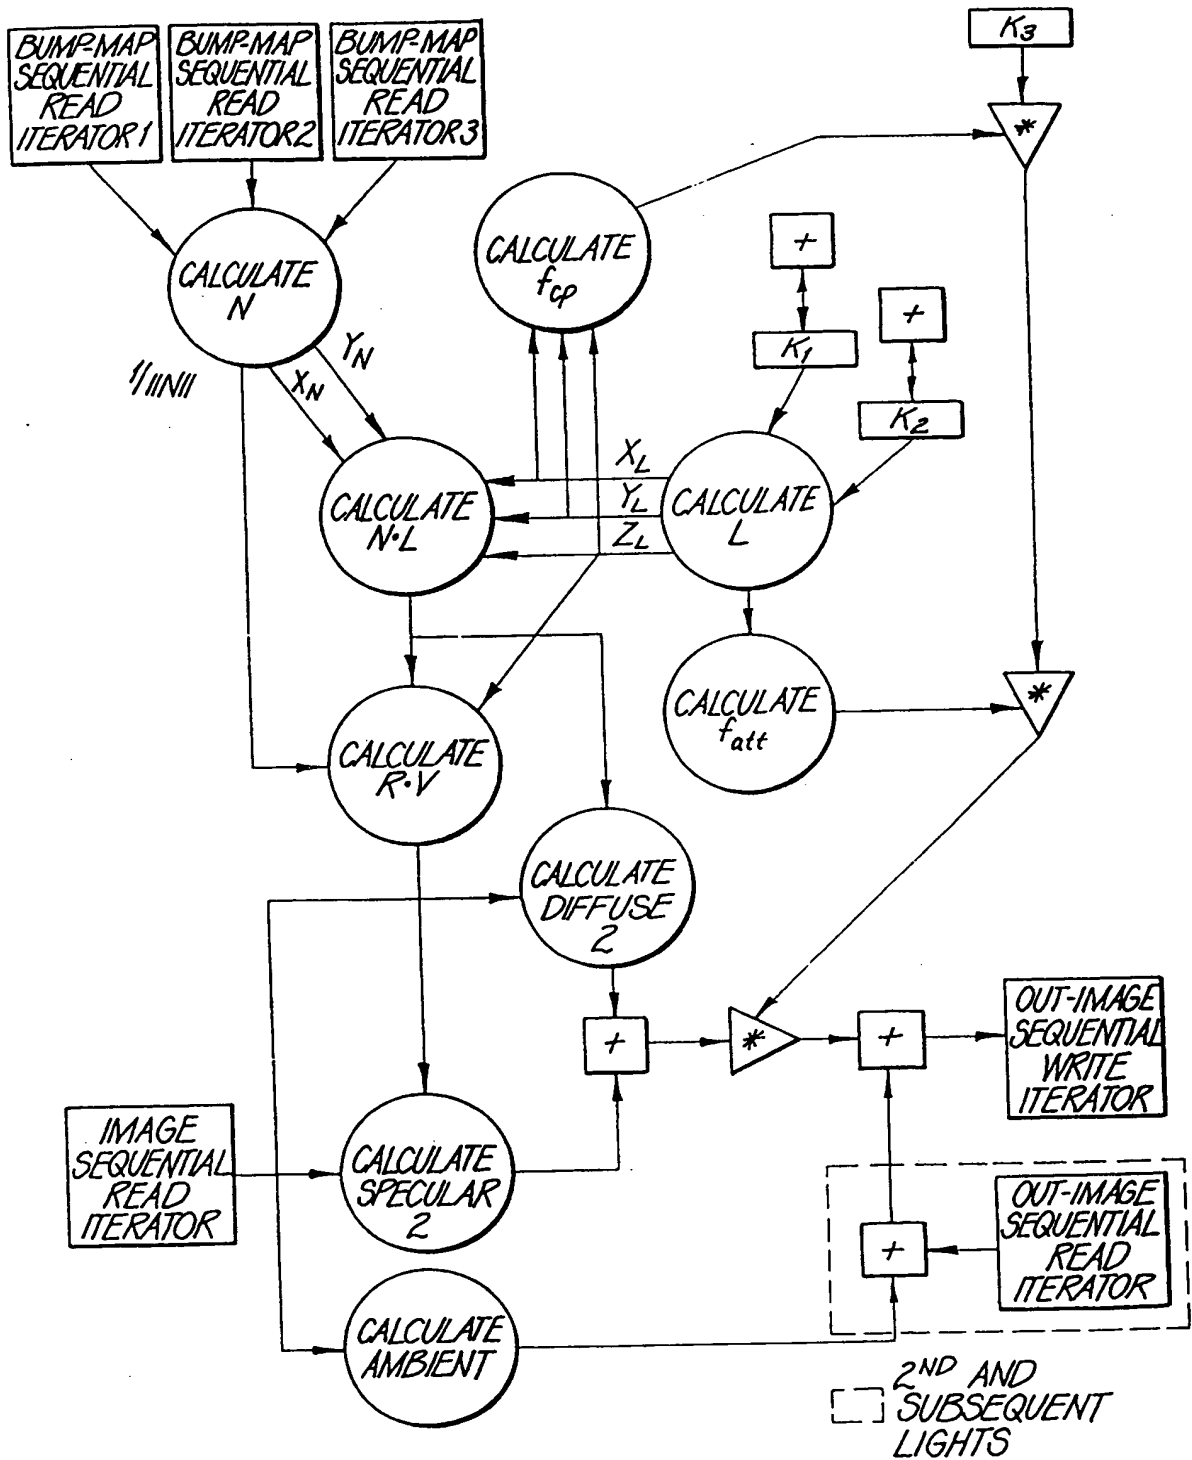 BUMP-MAP
SEQUENTIAL
READ
ITERATOR 1
BUMP-MAP
SEQUENTIAL
READ
ITERATOR 2
BUMP-MAP
SEQUENTIAL
READ
ITERATOR 3
K3
*
CALCULATE
N
CALCULATE
fcp
+
+
K1
K2
1/||N||
XN
YN
CALCULATE
N·L
XL
YL
ZL
CALCULATE
L
CALCULATE
R·V
CALCULATE
fatt
*
CALCULATE
DIFFUSE
2
+
*
+
OUT-IMAGE
SEQUENTIAL
WRITE
ITERATOR
IMAGE
SEQUENTIAL
READ
ITERATOR
CALCULATE
SPECULAR
2
+
OUT-IMAGE
SEQUENTIAL
READ
ITERATOR
CALCULATE
AMBIENT
2ND AND
SUBSEQUENT
LIGHTS